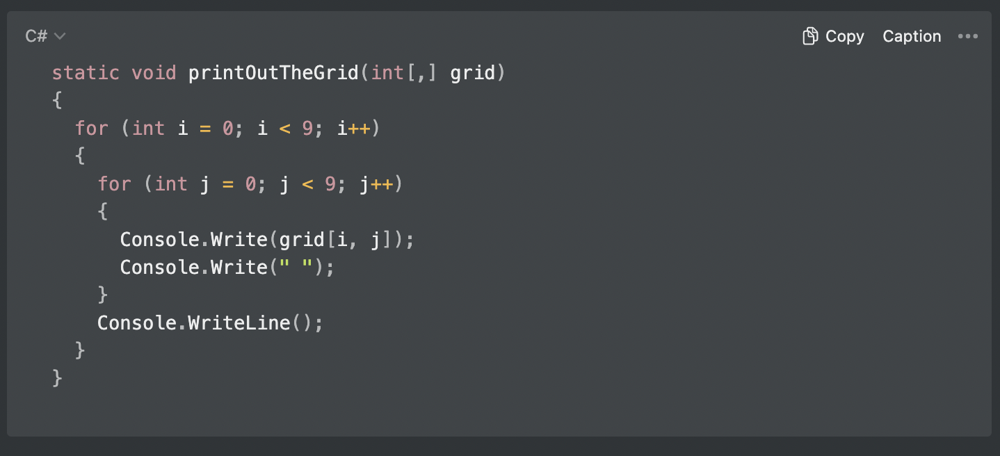 C#
Copy Caption
static void printOutTheGrid(int[,] grid)
{
  for (int i = 0; i < 9; i++)
  {
    for (int j = 0; j < 9; j++)
    {
      Console.Write(grid[i, j]);
      Console.Write(" ");
    }
    Console.WriteLine();
  }
}